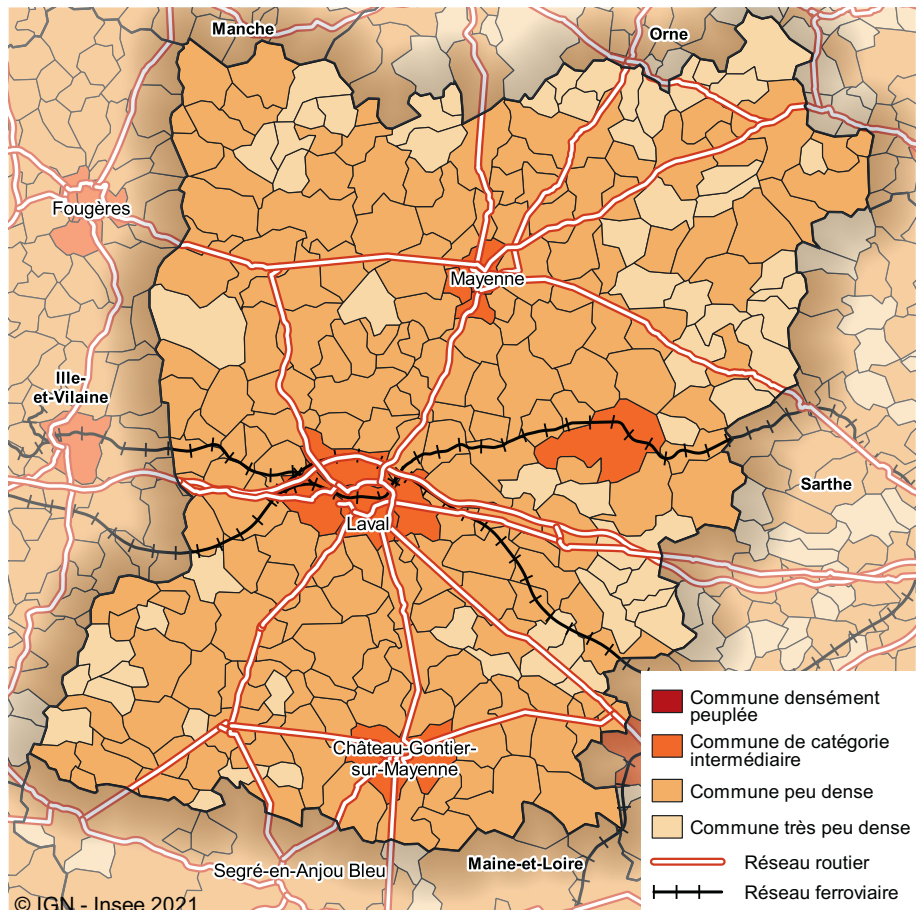 Manche
Orne
Fougères
Mayenne
Ille-
et-Vilaine
Sarthe
Laval
Château-Gontier-
sur-Mayenne
Segré-en-Anjou Bleu
Maine-et-Loire
Commune densément
peuplée
Commune de catégorie
intermédiaire
Commune peu dense
Commune très peu dense
Réseau routier
Réseau ferroviaire
© IGN - Insee 2021